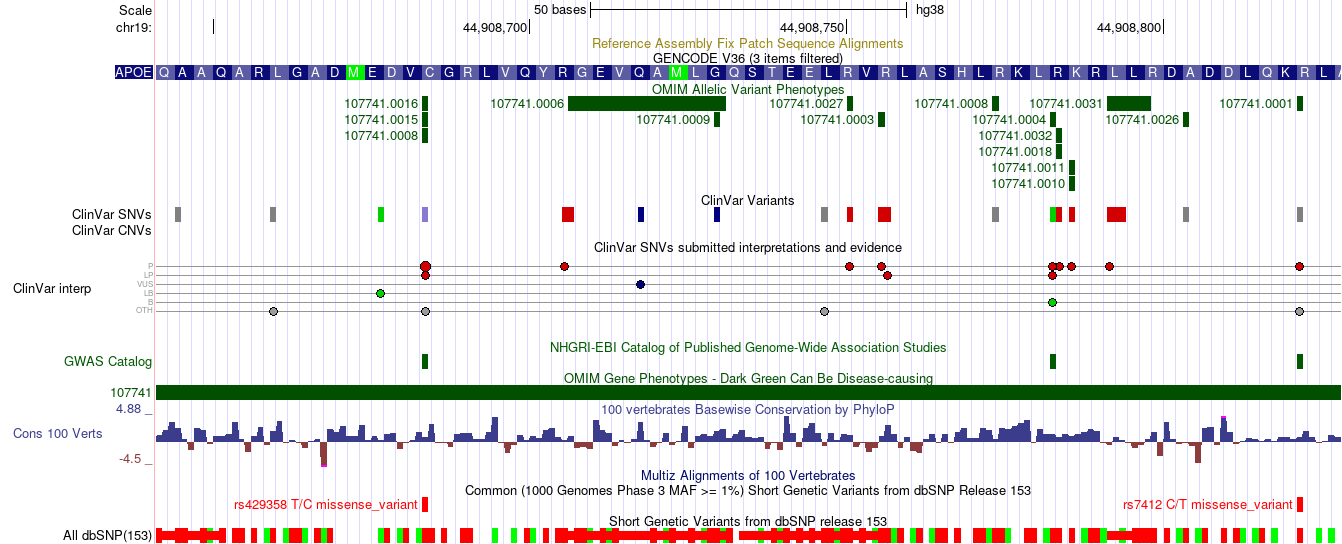 Scale 50 bases hg38
chr19: 44,908,700 44,908,750 44,908,800
Reference Assembly Fix Patch Sequence Alignments
GENCODE V36 (3 items filtered)
APOE Q A A Q A R L G A D M E D V C G R L V Q Y R G E V Q A M L G Q S T E E L R V R L A S H L R K L R K R L L R D A D D L Q K R L A
OMIM Allelic Variant Phenotypes
107741.0016 107741.0006 107741.0027 107741.0008 107741.0031 107741.0001
107741.0015 107741.0009 107741.0003 107741.0004 107741.0026
107741.0008 107741.0032
107741.0018
107741.0011
107741.0010
ClinVar Variants
ClinVar SNVs
ClinVar CNVs
ClinVar SNVs submitted interpretations and evidence
P
LP
VUS
ClinVar interp
LB
B
OTH
NHGRI-EBI Catalog of Published Genome-Wide Association Studies
GWAS Catalog
OMIM Gene Phenotypes - Dark Green Can Be Disease-causing
107741
4.88 _ 100 vertebrates Basewise Conservation by PhyloP
Cons 100 Verts
-4.5 _
Multiz Alignments of 100 Vertebrates
Common (1000 Genomes Phase 3 MAF >= 1%) Short Genetic Variants from dbSNP Release 153
rs429358 T/C missense_variant rs7412 C/T missense_variant
Short Genetic Variants from dbSNP release 153
All dbSNP(153)